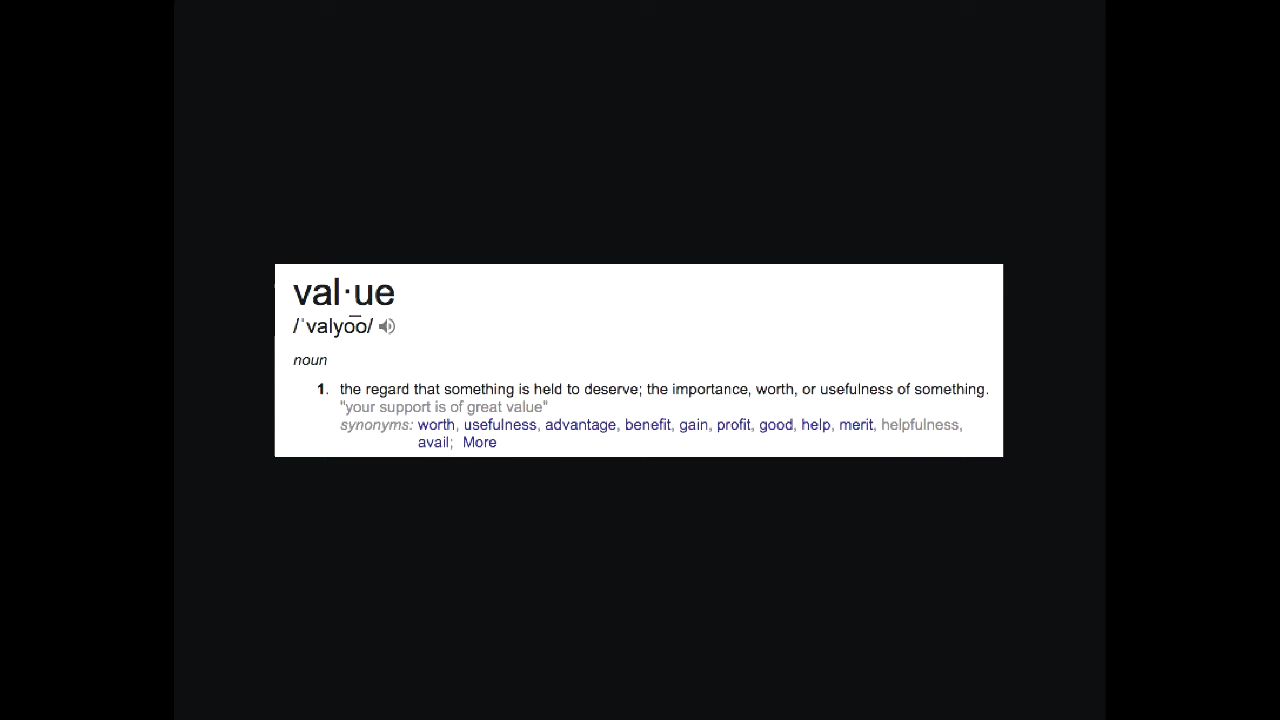 val·ue
/ˈvalyo͞o/
noun
1. the regard that something is held to deserve; the importance, worth, or usefulness of something.
"your support is of great value"
synonyms: worth, usefulness, advantage, benefit, gain, profit, good, help, merit, helpfulness,
avail; More